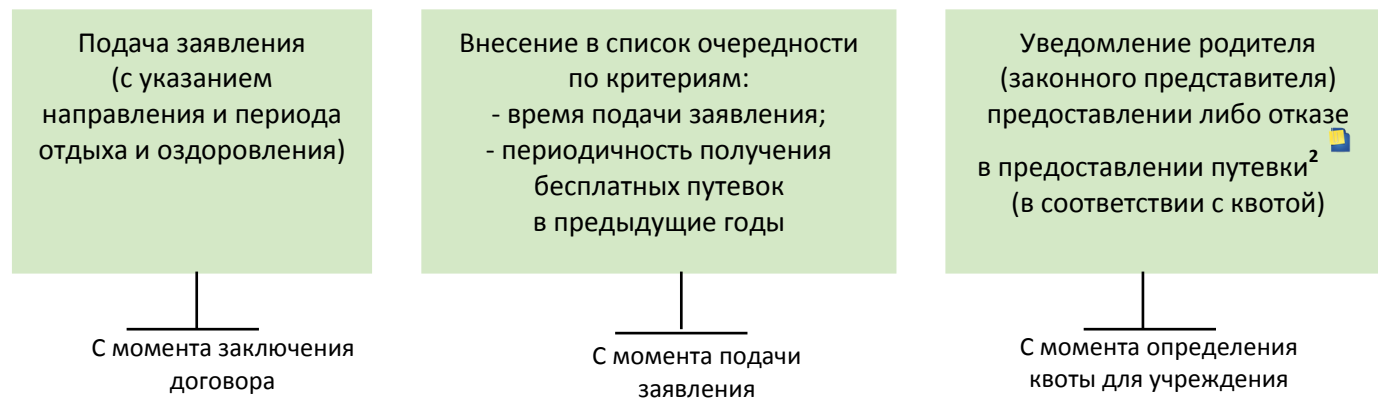 Подача заявления
(с указанием
направления и периода
отдыха и оздоровления)
Внесение в список очередности
по критериям:
- время подачи заявления;
- периодичность получения
бесплатных путевок
в предыдущие годы
Уведомление родителя
(законного представителя)
предоставлении либо отказе
в предоставлении путевки²
(в соответствии с квотой)
С момента заключения
договора
С момента подачи
заявления
С момента определения
квоты для учреждения